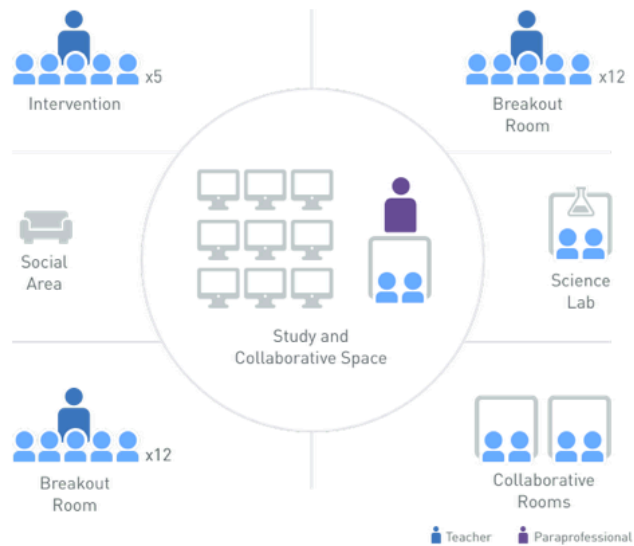 x5
Intervention
x12
Breakout
Room
Social
Area
Study and
Collaborative Space
Science
Lab
x12
Breakout
Room
Collaborative
Rooms
Teacher
Paraprofessional